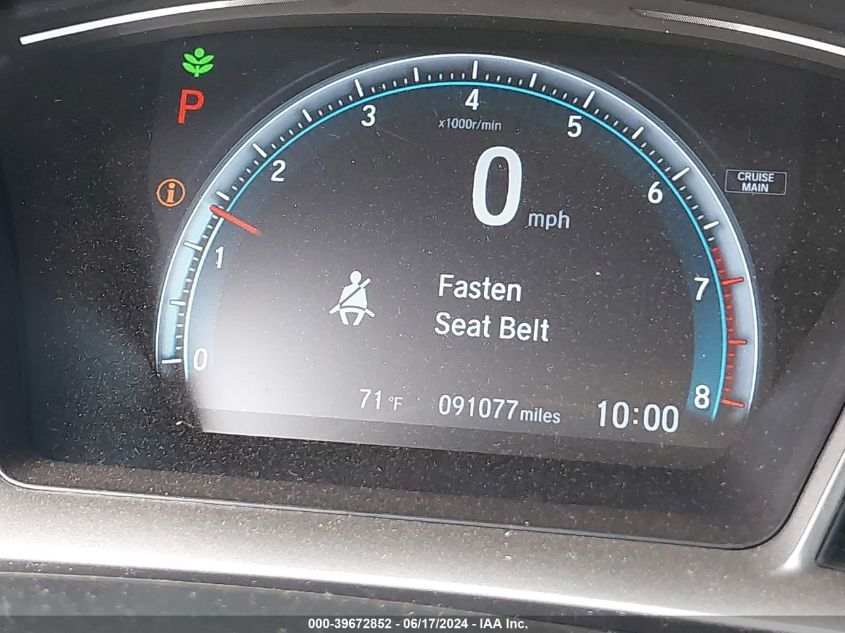 P
i
4
3
x1000r/min
5
2
0 mph
6
CRUISE
MAIN
1
Fasten
Seat Belt
7
0
71 °F
091077 miles
10:00
8
000-39672852 - 06/17/2024 - IAA Inc.